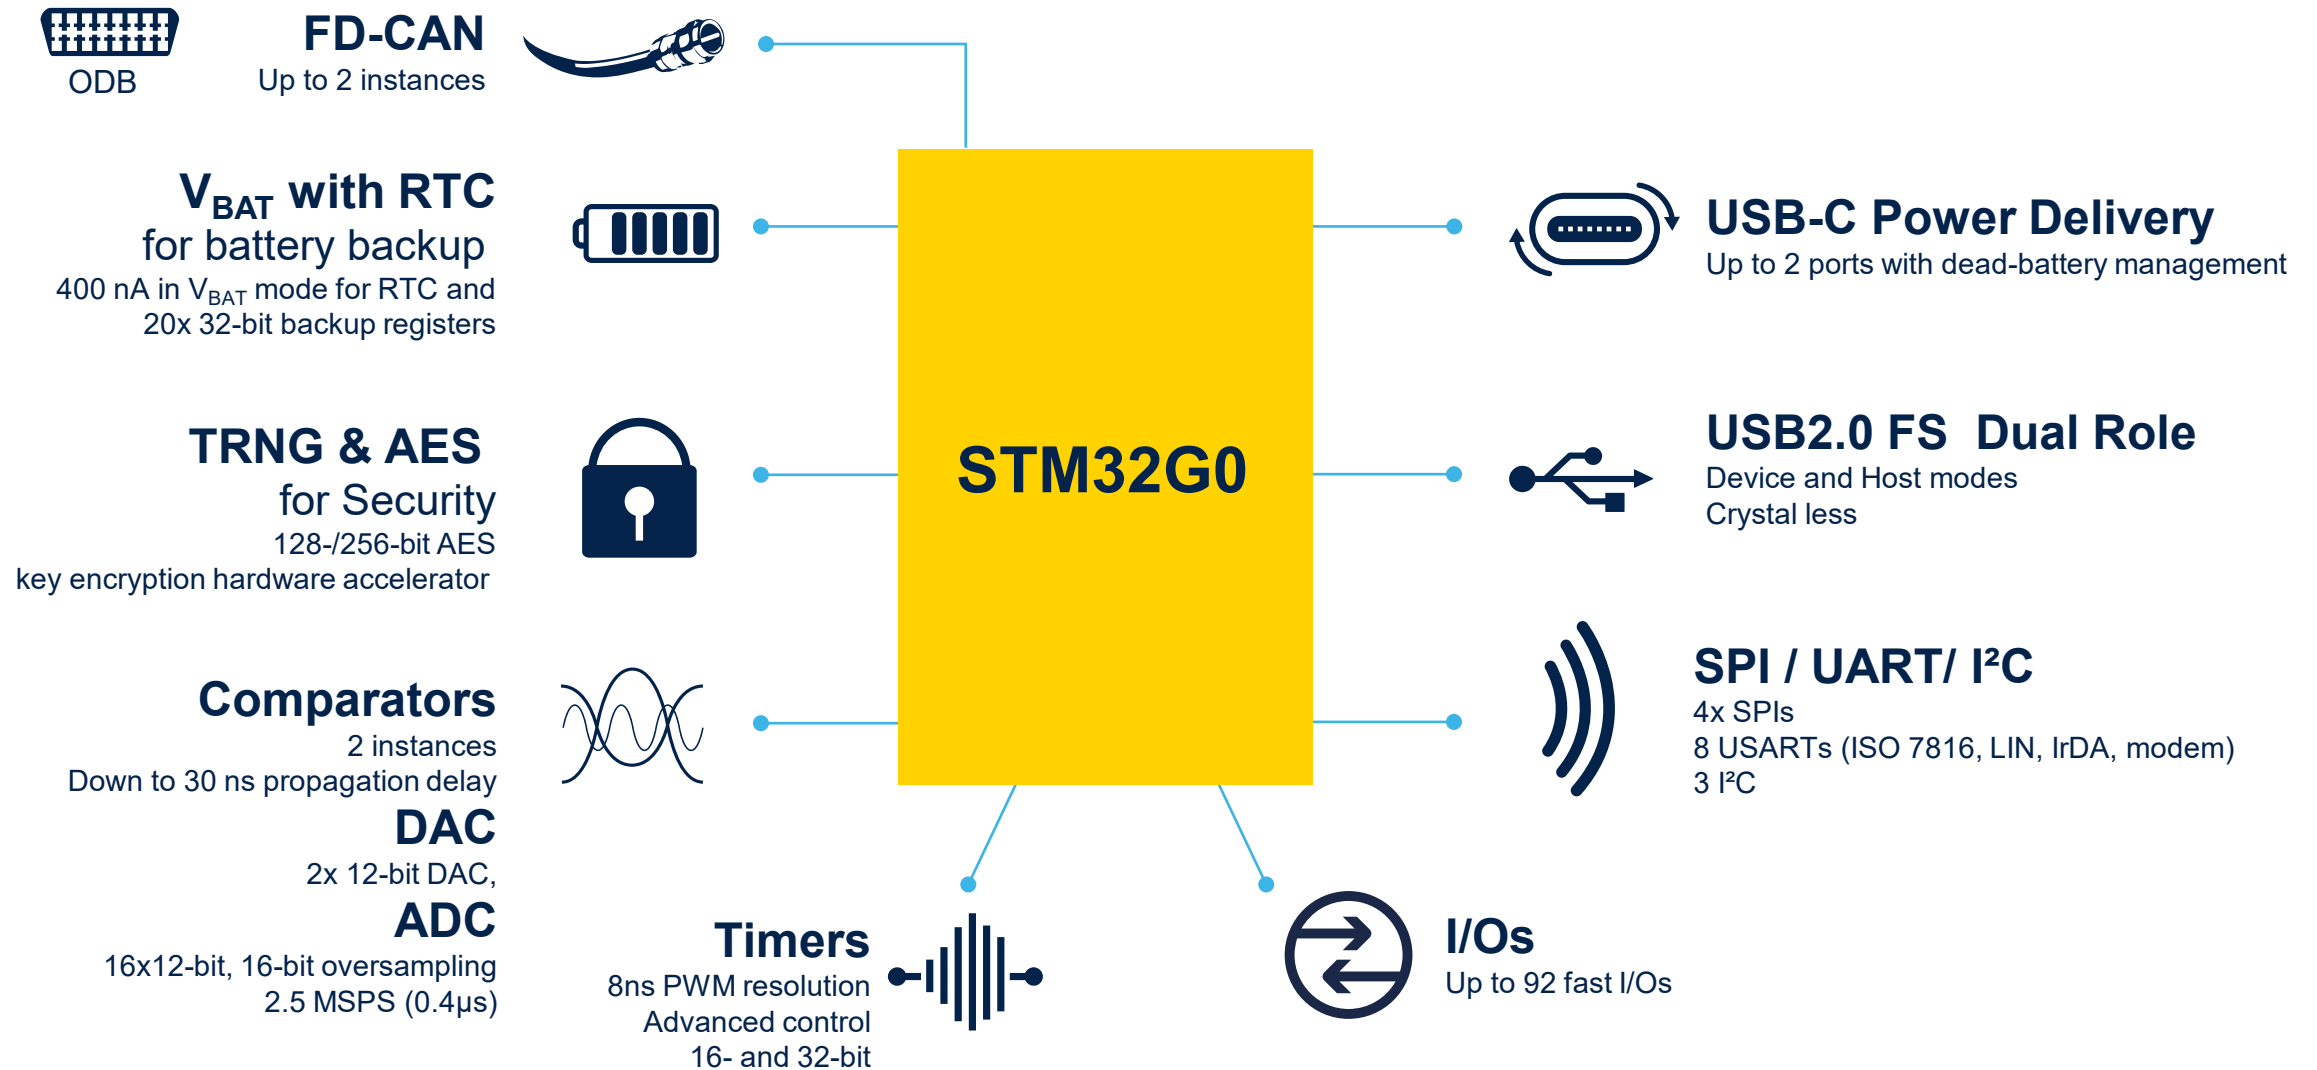 ODB
FD-CAN
Up to 2 instances
VBAT with RTC
for battery backup
400 nA in VBAT mode for RTC and
20x 32-bit backup registers
TRNG & AES
for Security
128-/256-bit AES
key encryption hardware accelerator
Comparators
2 instances
Down to 30 ns propagation delay
DAC
2x 12-bit DAC,
ADC
16x12-bit, 16-bit oversampling
2.5 MSPS (0.4µs)
Timers
8ns PWM resolution
Advanced control
16- and 32-bit
STM32G0
USB-C Power Delivery
Up to 2 ports with dead-battery management
USB2.0 FS  Dual Role
Device and Host modes
Crystal less
SPI / UART/ I²C
4x SPIs
8 USARTs (ISO 7816, LIN, IrDA, modem)
3 I²C
I/Os
Up to 92 fast I/Os